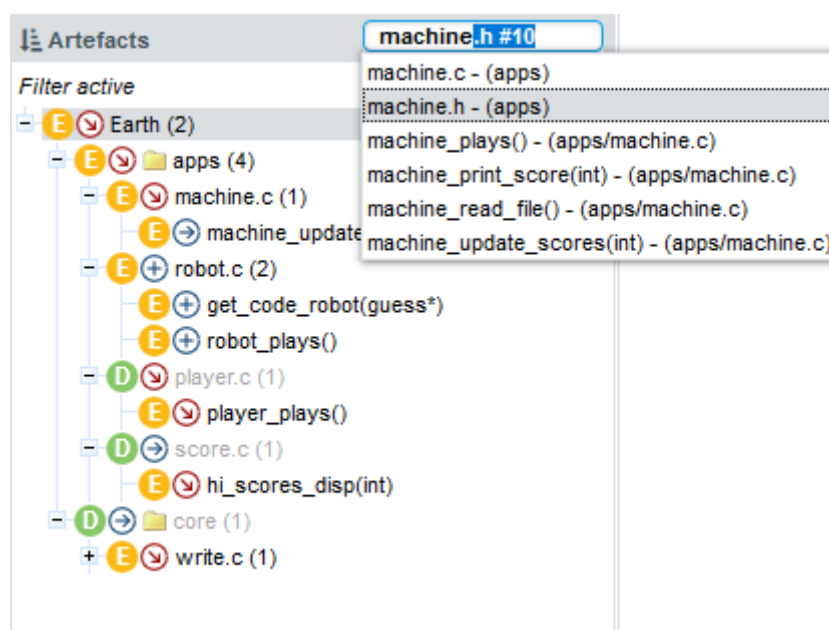 Artefacts
machine.h #10
Filter active
machine.c - (apps)
machine.h - (apps)
machine_plays() - (apps/machine.c)
machine_print_score(int) - (apps/machine.c)
machine_read_file() - (apps/machine.c)
machine_update_scores(int) - (apps/machine.c)
E Earth (2)
E apps (4)
E machine.c (1)
E machine_update
E robot.c (2)
E get_code_robot(guess*)
E robot_plays()
D player.c (1)
E player_plays()
D score.c (1)
E hi_scores_disp(int)
D core (1)
E write.c (1)